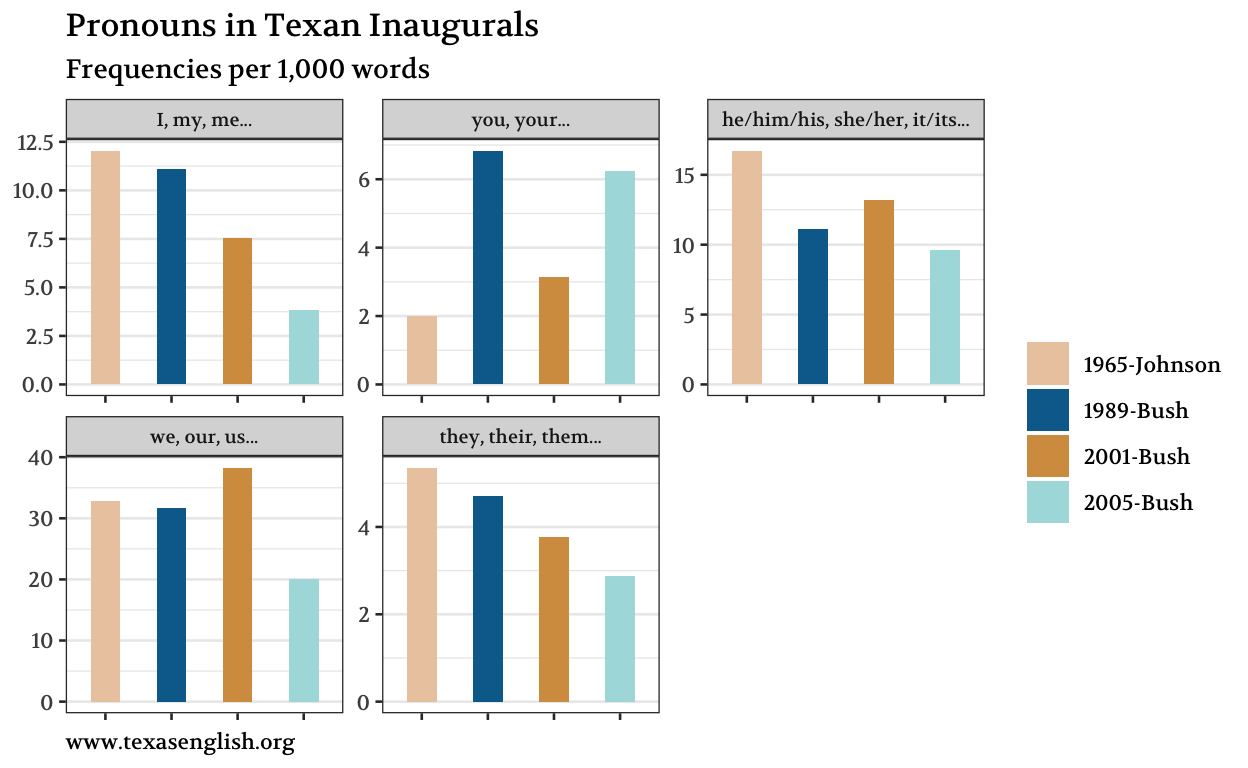 Pronouns in Texan Inaugurals
Frequencies per 1,000 words
I, my, me...
you, your...
he/him/his, she/her, it/its...
12.5
10.0
7.5
5.0
2.5
0.0
6
4
2
0
15
10
5
0
we, our, us...
they, their, them...
40
30
20
10
0
4
2
0
1965-Johnson
1989-Bush
2001-Bush
2005-Bush
www.texasenglish.org